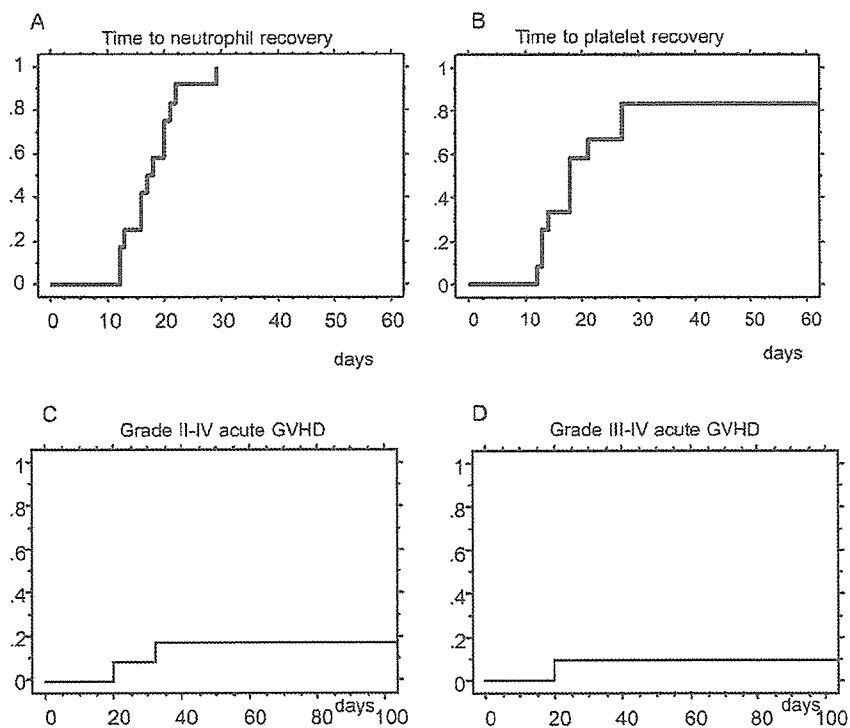 A
Time to neutrophil recovery
1
.8
.6
.4
.2
0
0 10 20 30 40 50 60
days
B
Time to platelet recovery
1
.8
.6
.4
.2
0
0 10 20 30 40 50 60
days
C
Grade II-IV acute GVHD
1
.8
.6
.4
.2
0
0 20 40 60 80 100
days
D
Grade III-IV acute GVHD
1
.8
.6
.4
.2
0
0 20 40 60 80 100
days